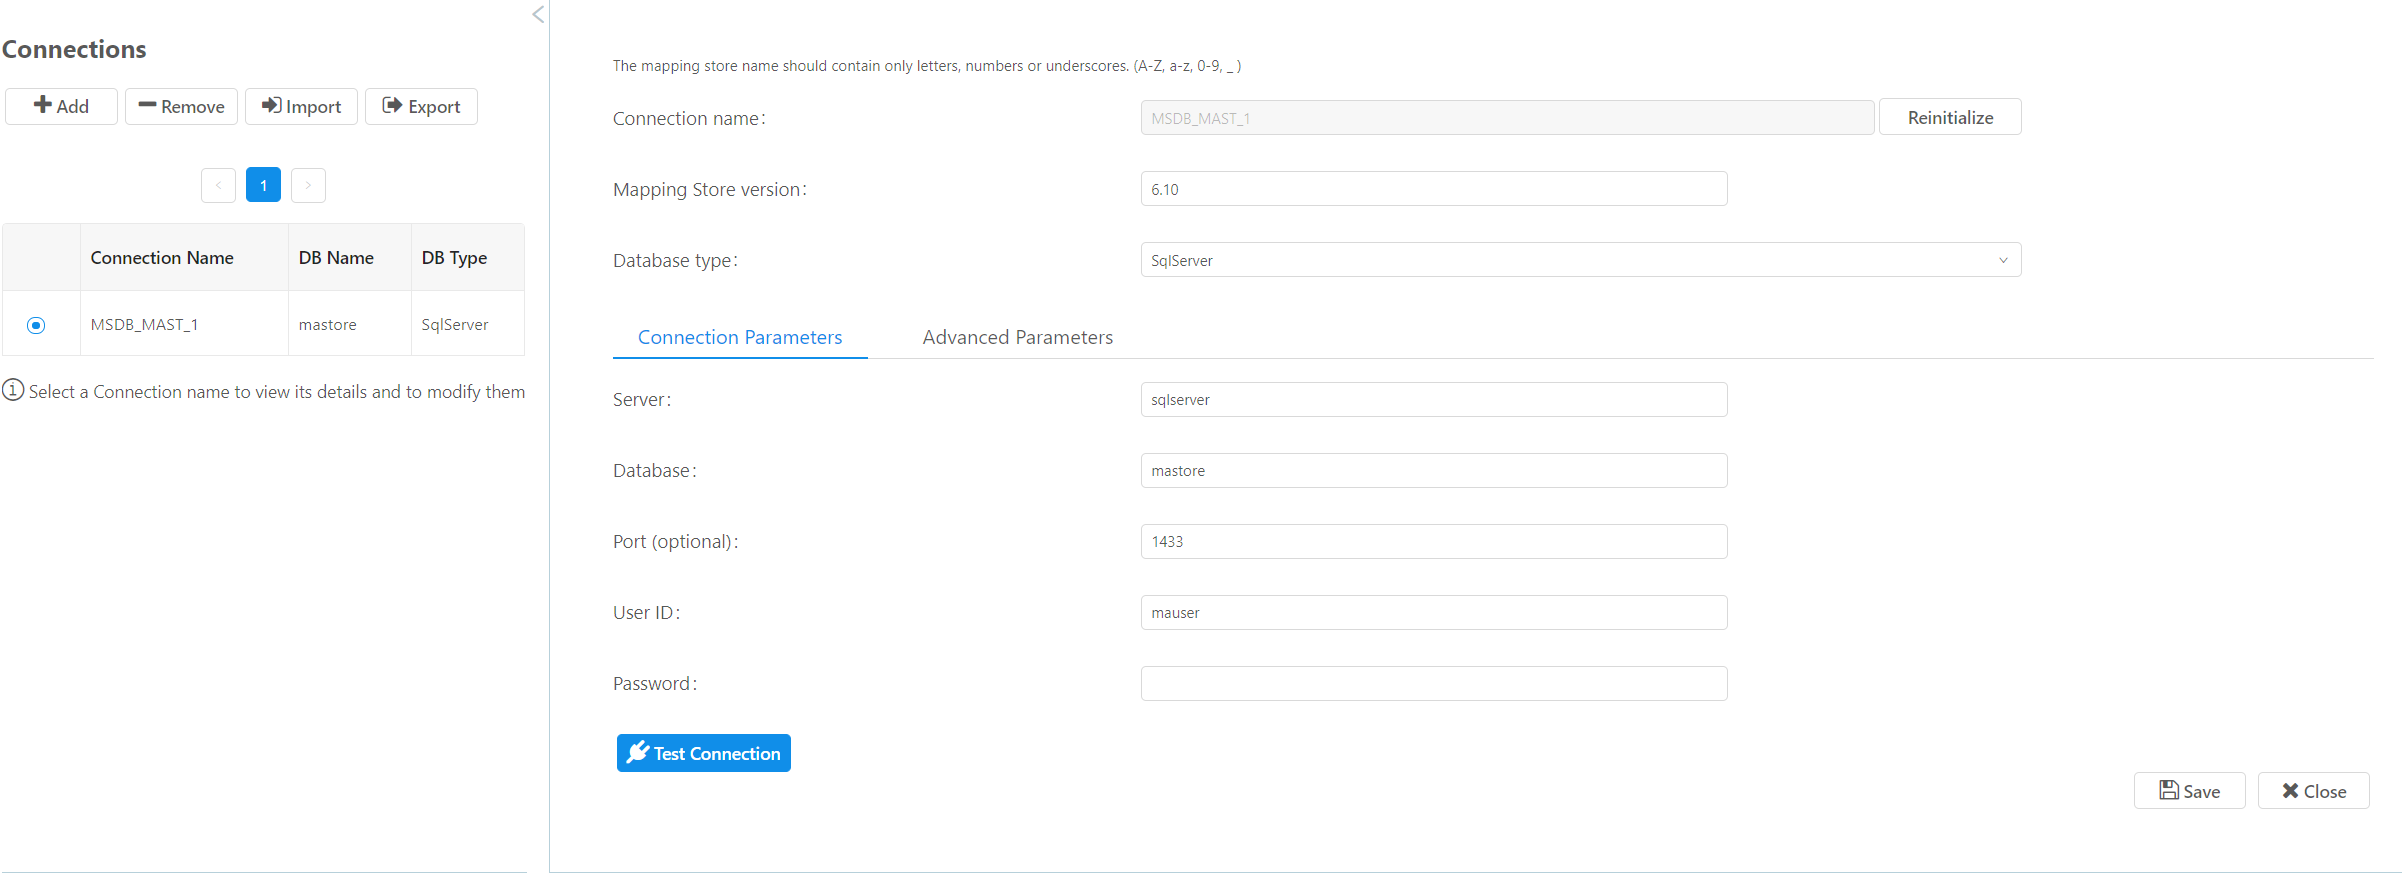 Connections
Add
Remove
Import
Export
1
Connection Name
DB Name
DB Type
MSDB_MAST_1
mastore
SqlServer
Select a Connection name to view its details and to modify them
The mapping store name should contain only letters, numbers or underscores. (A-Z, a-z, 0-9, _ )
Connection name:
MSDB_MAST_1
Reinitialize
Mapping Store version:
6.10
Database type:
SqlServer
Connection Parameters
Advanced Parameters
Server:
sqlserver
Database:
mastore
Port (optional):
1433
User ID:
mauser
Password:
Test Connection
Save
Close